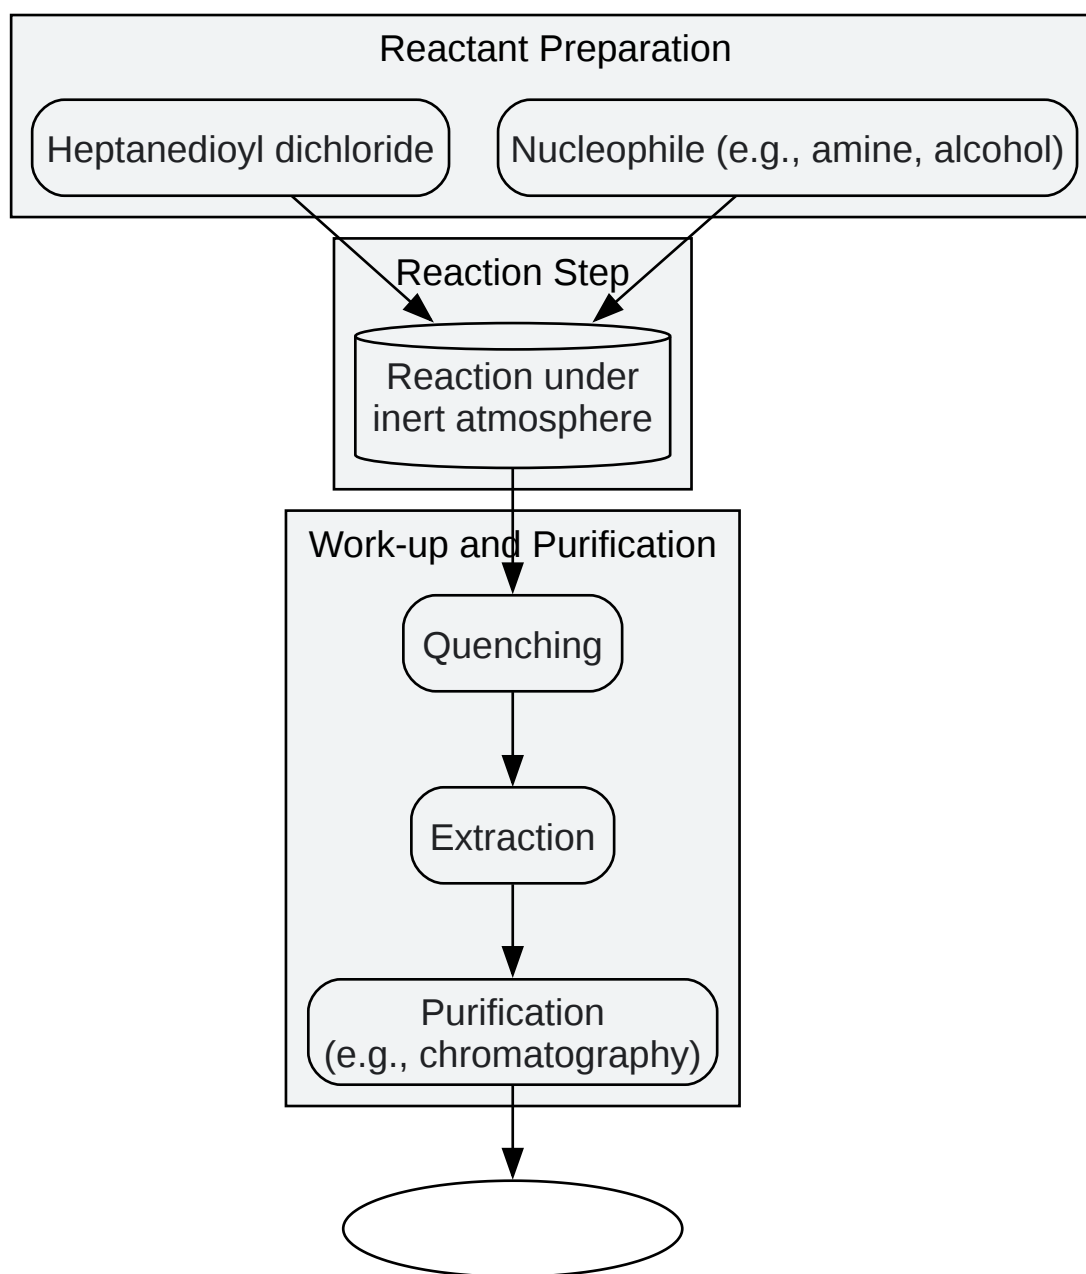 Reactant Preparation
Heptanedioyl dichloride
Nucleophile (e.g., amine, alcohol)
Reaction Step
Reaction under
inert atmosphere
Work-up and Purification
Quenching
Extraction
Purification
(e.g., chromatography)